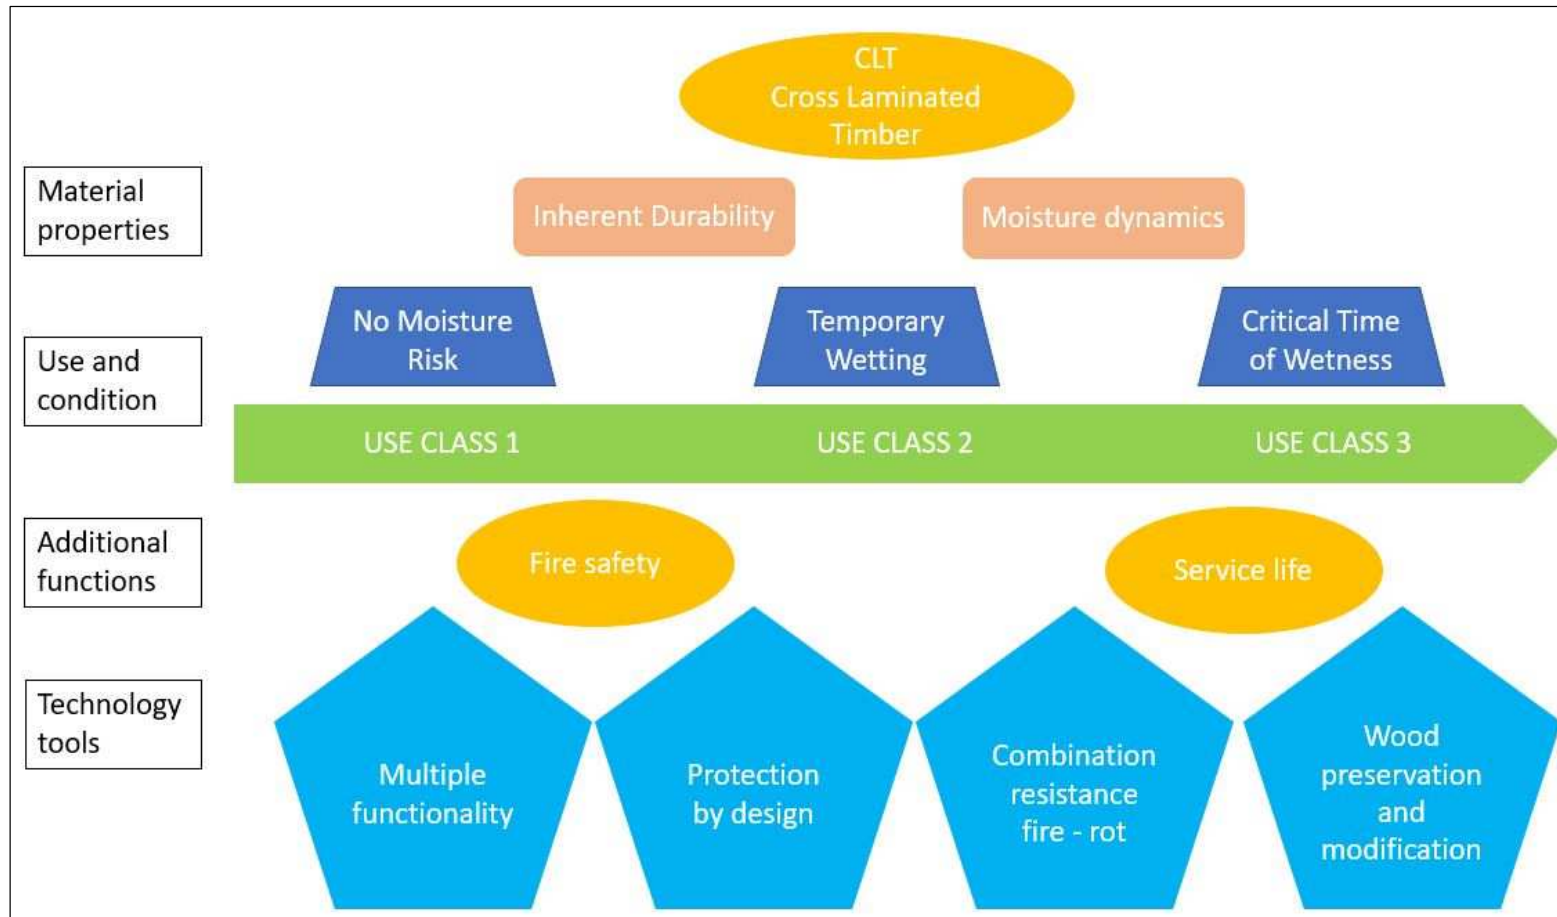 CLT
Cross Laminated
Timber
Material
properties
Inherent Durability
Moisture dynamics
No Moisture
Risk
Temporary
Wetting
Critical Time
of Wetness
Use and
condition
USE CLASS 1
USE CLASS 2
USE CLASS 3
Additional
functions
Fire safety
Service life
Technology
tools
Multiple
functionality
Protection
by design
Combination
resistance
fire - rot
Wood
preservation
and
modification